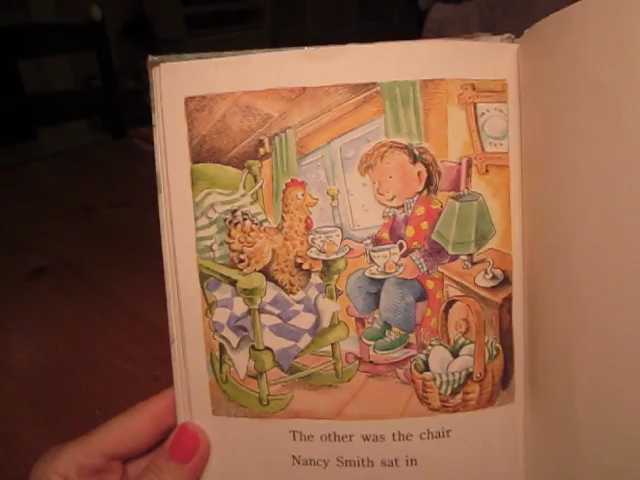 The other was the chair
Nancy Smith sat in